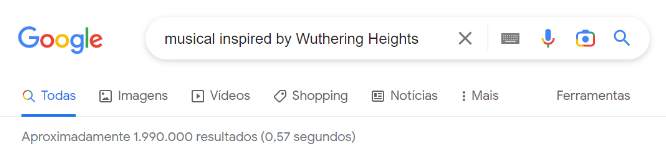 Google musical inspired by Wuthering Heights
Todas Imagens Vídeos Shopping Notícias Mais Ferramentas
Aproximadamente 1.990.000 resultados (0,57 segundos)